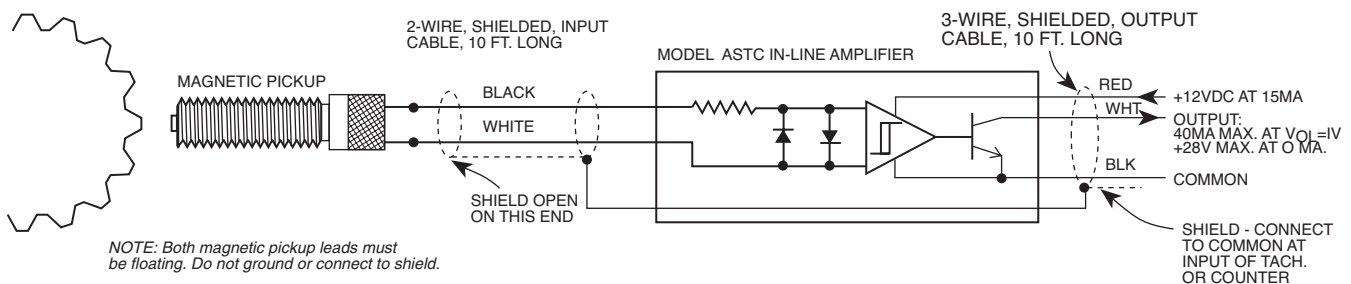 2-WIRE, SHIELDED, INPUT
CABLE, 10 FT. LONG
3-WIRE, SHIELDED, OUTPUT
CABLE, 10 FT. LONG
MODEL ASTC IN-LINE AMPLIFIER
MAGNETIC PICKUP
BLACK
WHITE
RED
+12VDC AT 15MA
WHT
OUTPUT:
40MA MAX. AT VOL=IV
+28V MAX. AT O MA.
BLK
COMMON
SHIELD OPEN
ON THIS END
SHIELD - CONNECT
TO COMMON AT
INPUT OF TACH.
OR COUNTER
NOTE: Both magnetic pickup leads must
be floating. Do not ground or connect to shield.